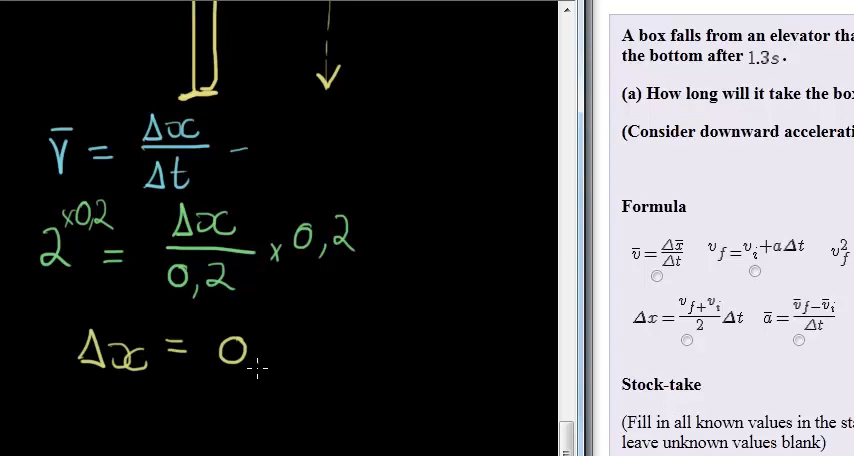 v̄ = Δx / Δt -
2 ×0,2 = Δx / 0,2 × 0,2
Δx = 0
A box falls from an elevator tha
the bottom after 1.3s.
(a) How long will it take the box
(Consider downward accelerati
Formula
v̄ = Δx̄ / Δt v_f = v_i + aΔt v_f^2
Δx = v_f + v_i / 2 Δt ā = v̄_f − v̄_i / Δt
Stock-take
(Fill in all known values in the st
leave unknown values blank)